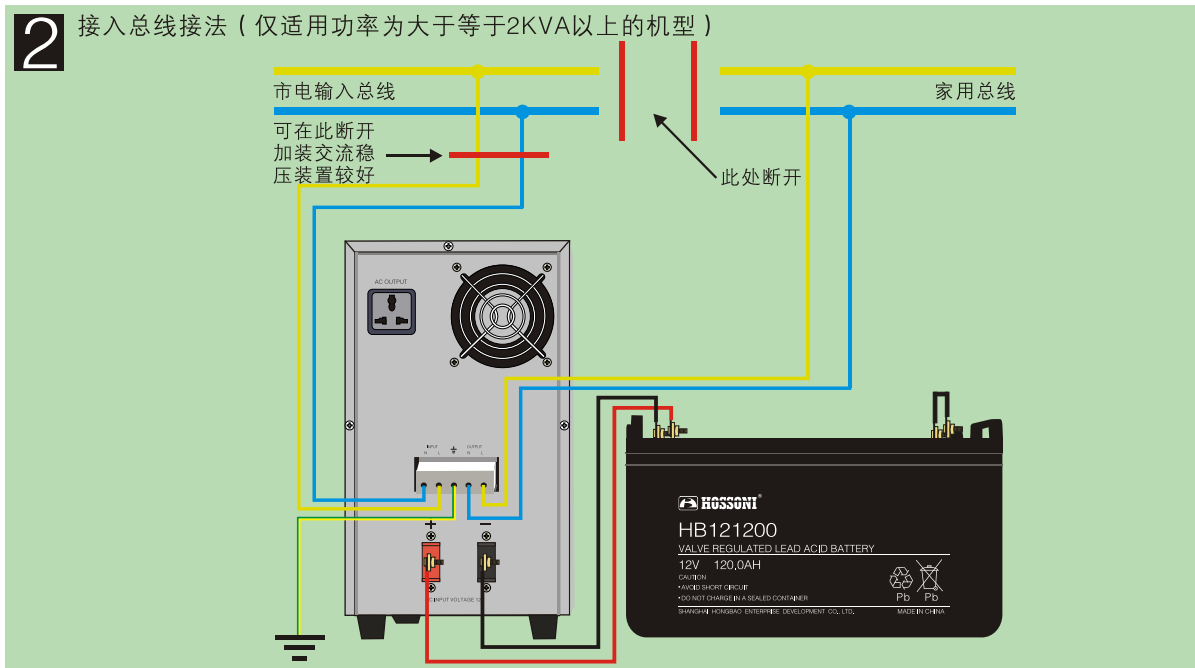 2 接入总线接法（仅适用功率为大于等于2KVA以上的机型）
市电输入总线
家用总线
可在此断开
加装交流稳
压装置较好
此处断开
AC OUTPUT
INPUT
OUTPUT
N L N L
+ −
INPUT VOLTAGE
HOSSONI®
HB121200
VALVE REGULATED LEAD ACID BATTERY
12V 120,0AH
CAUTION
•AVOID SHORT CIRCUIT
•DO NOT CHARGE IN A SEALED CONTAINER
Pb Pb
SHANGHAI HONGBAO ENTERPRISE DEVELOPMENT CO,. LTD,
MADE IN CHINA